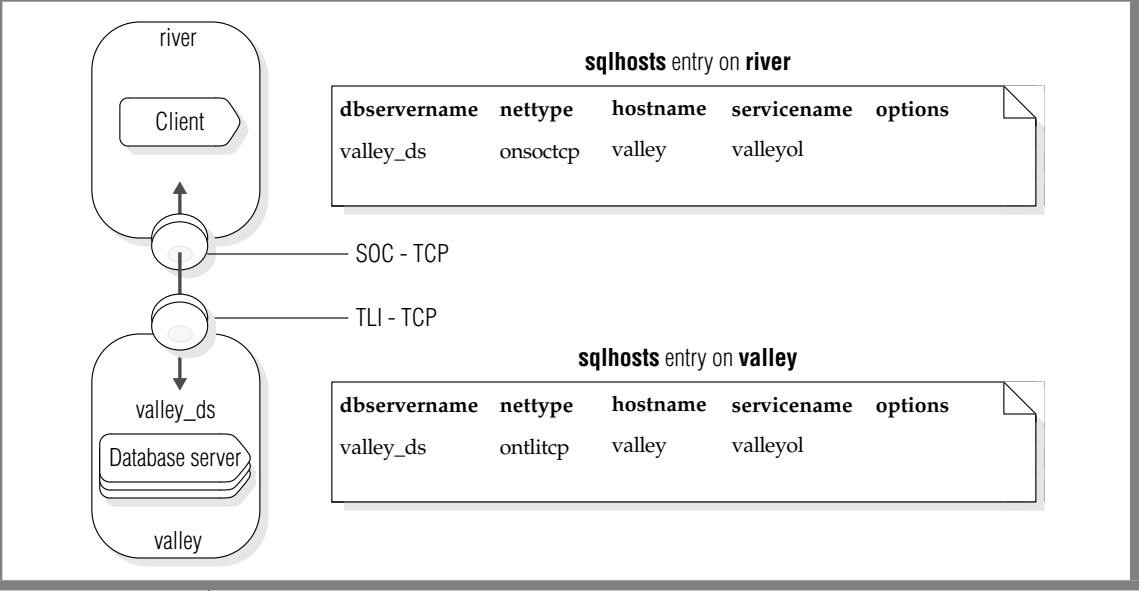 river
Client
sqlhosts entry on river
dbservername nettype hostname servicename options
valley_ds onsoctcp valley valleyol
SOC - TCP
TLI - TCP
sqlhosts entry on valley
dbservername nettype hostname servicename options
valley_ds ontlitcp valley valleyol
valley_ds
Database server
valley